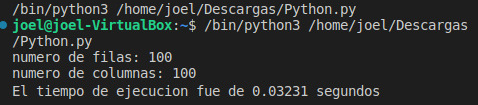 /bin/python3 /home/joel/Descargas/Python.py
joel@joel-VirtualBox:~$ /bin/python3 /home/joel/Descargas
/Python.py
numero de filas: 100
numero de columnas: 100
El tiempo de ejecucion fue de 0.03231 segundos